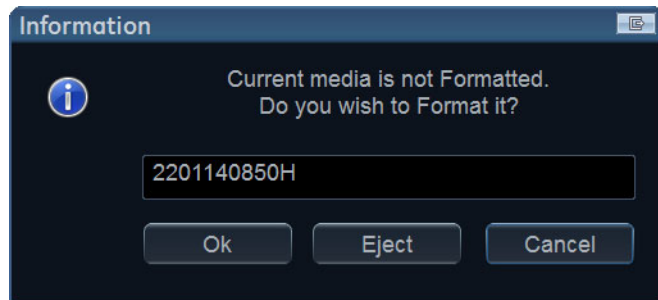 Information
Current media is not Formatted.
Do you wish to Format it?
2201140850H
Ok Eject Cancel